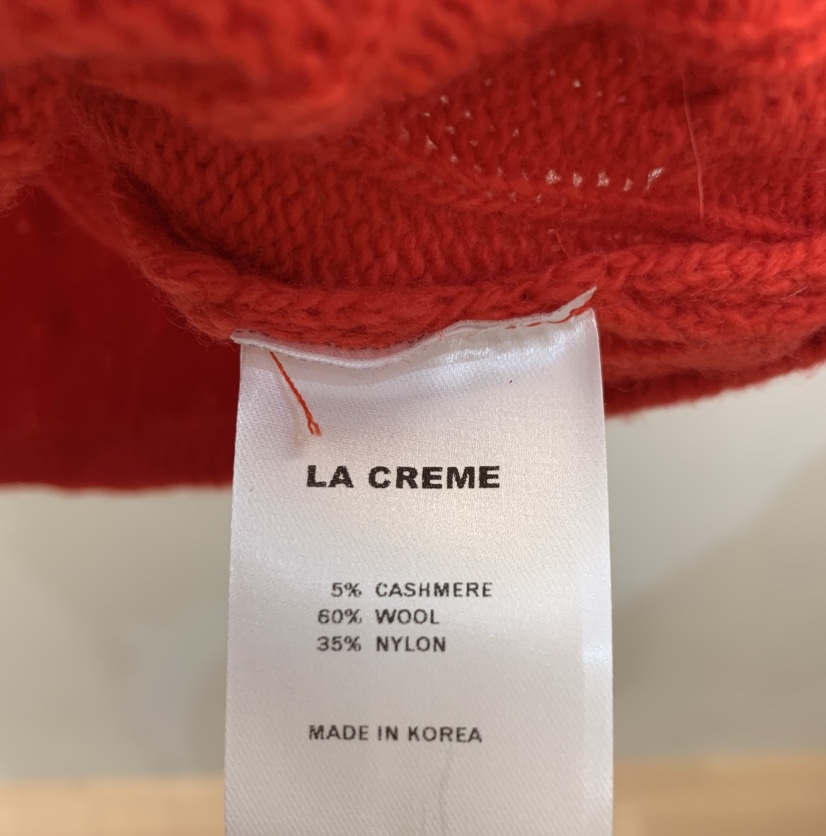 LA CREME
5% CASHMERE
60% WOOL
35% NYLON
MADE IN KOREA